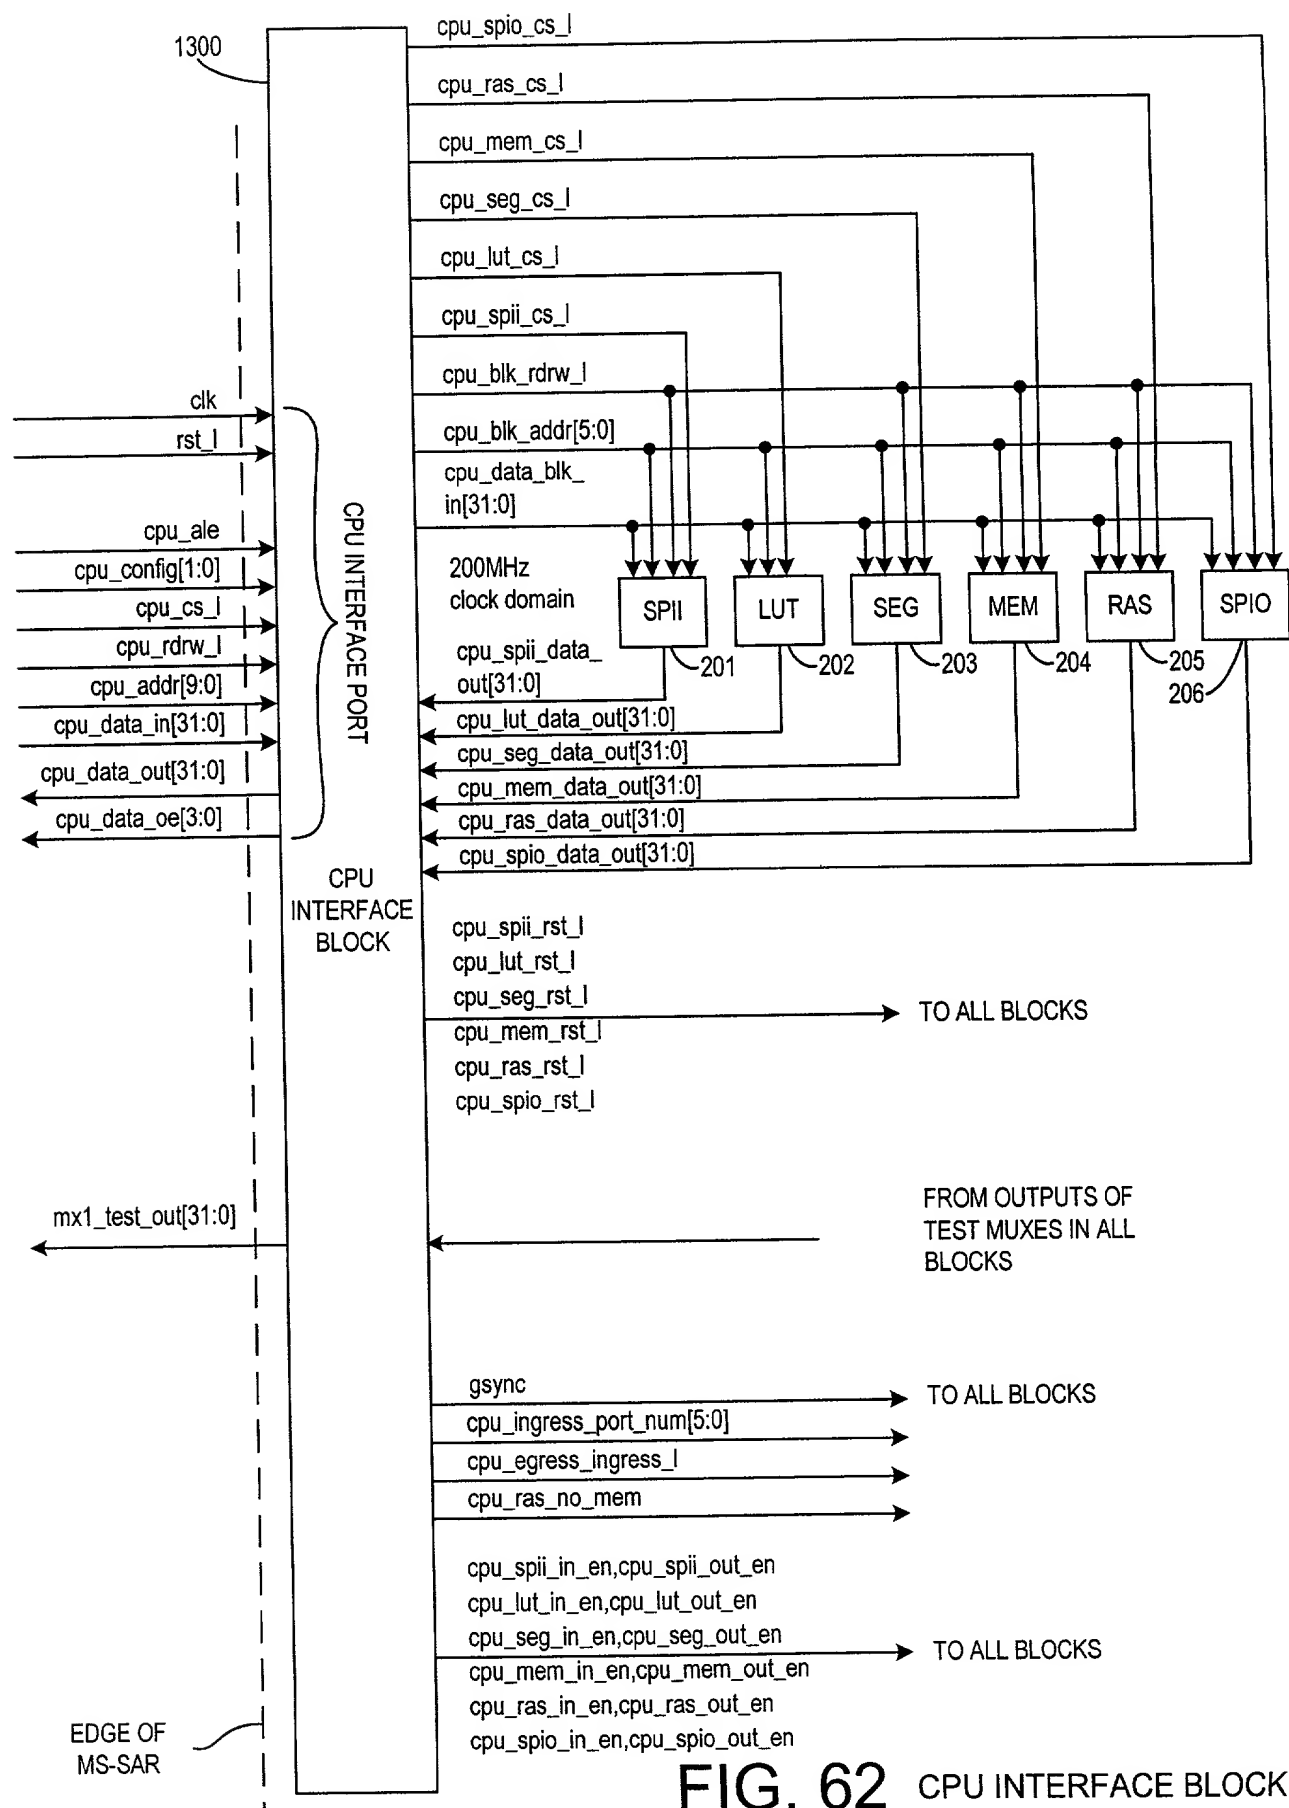 1300
cpu_spio_cs_l
cpu_ras_cs_l
cpu_mem_cs_l
cpu_seg_cs_l
cpu_lut_cs_l
cpu_spii_cs_l
cpu_blk_rdrw_l
cpu_blk_addr[5:0]
cpu_data_blk_
in[31:0]
200MHz
clock domain
clk
rst_l
cpu_ale
cpu_config[1:0]
cpu_cs_l
cpu_rdrw_l
cpu_addr[9:0]
cpu_data_in[31:0]
cpu_data_out[31:0]
cpu_data_oe[3:0]
CPU INTERFACE PORT
SPII
LUT
SEG
MEM
RAS
SPIO
201
202
203
204
205
206
cpu_spii_data_
out[31:0]
cpu_lut_data_out[31:0]
cpu_seg_data_out[31:0]
cpu_mem_data_out[31:0]
cpu_ras_data_out[31:0]
cpu_spio_data_out[31:0]
CPU
INTERFACE
BLOCK
cpu_spii_rst_l
cpu_lut_rst_l
cpu_seg_rst_l
cpu_mem_rst_l
cpu_ras_rst_l
cpu_spio_rst_l
TO ALL BLOCKS
mx1_test_out[31:0]
FROM OUTPUTS OF
TEST MUXES IN ALL
BLOCKS
gsync
cpu_ingress_port_num[5:0]
cpu_egress_ingress_l
cpu_ras_no_mem
TO ALL BLOCKS
cpu_spii_in_en,cpu_spii_out_en
cpu_lut_in_en,cpu_lut_out_en
cpu_seg_in_en,cpu_seg_out_en
cpu_mem_in_en,cpu_mem_out_en
cpu_ras_in_en,cpu_ras_out_en
cpu_spio_in_en,cpu_spio_out_en
TO ALL BLOCKS
EDGE OF
MS-SAR
FIG. 62 CPU INTERFACE BLOCK